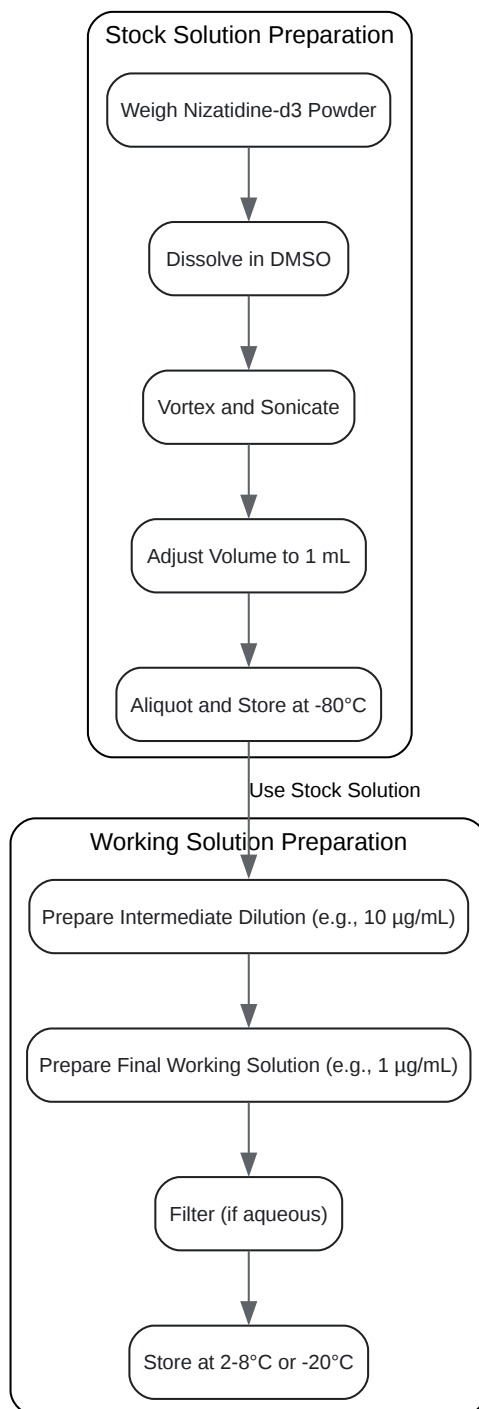 Stock Solution Preparation
Weigh Nizatidine-d3 Powder
Dissolve in DMSO
Vortex and Sonicate
Adjust Volume to 1 mL
Aliquot and Store at -80°C
Use Stock Solution
Working Solution Preparation
Prepare Intermediate Dilution (e.g., 10 µg/mL)
Prepare Final Working Solution (e.g., 1 µg/mL)
Filter (if aqueous)
Store at 2-8°C or -20°C